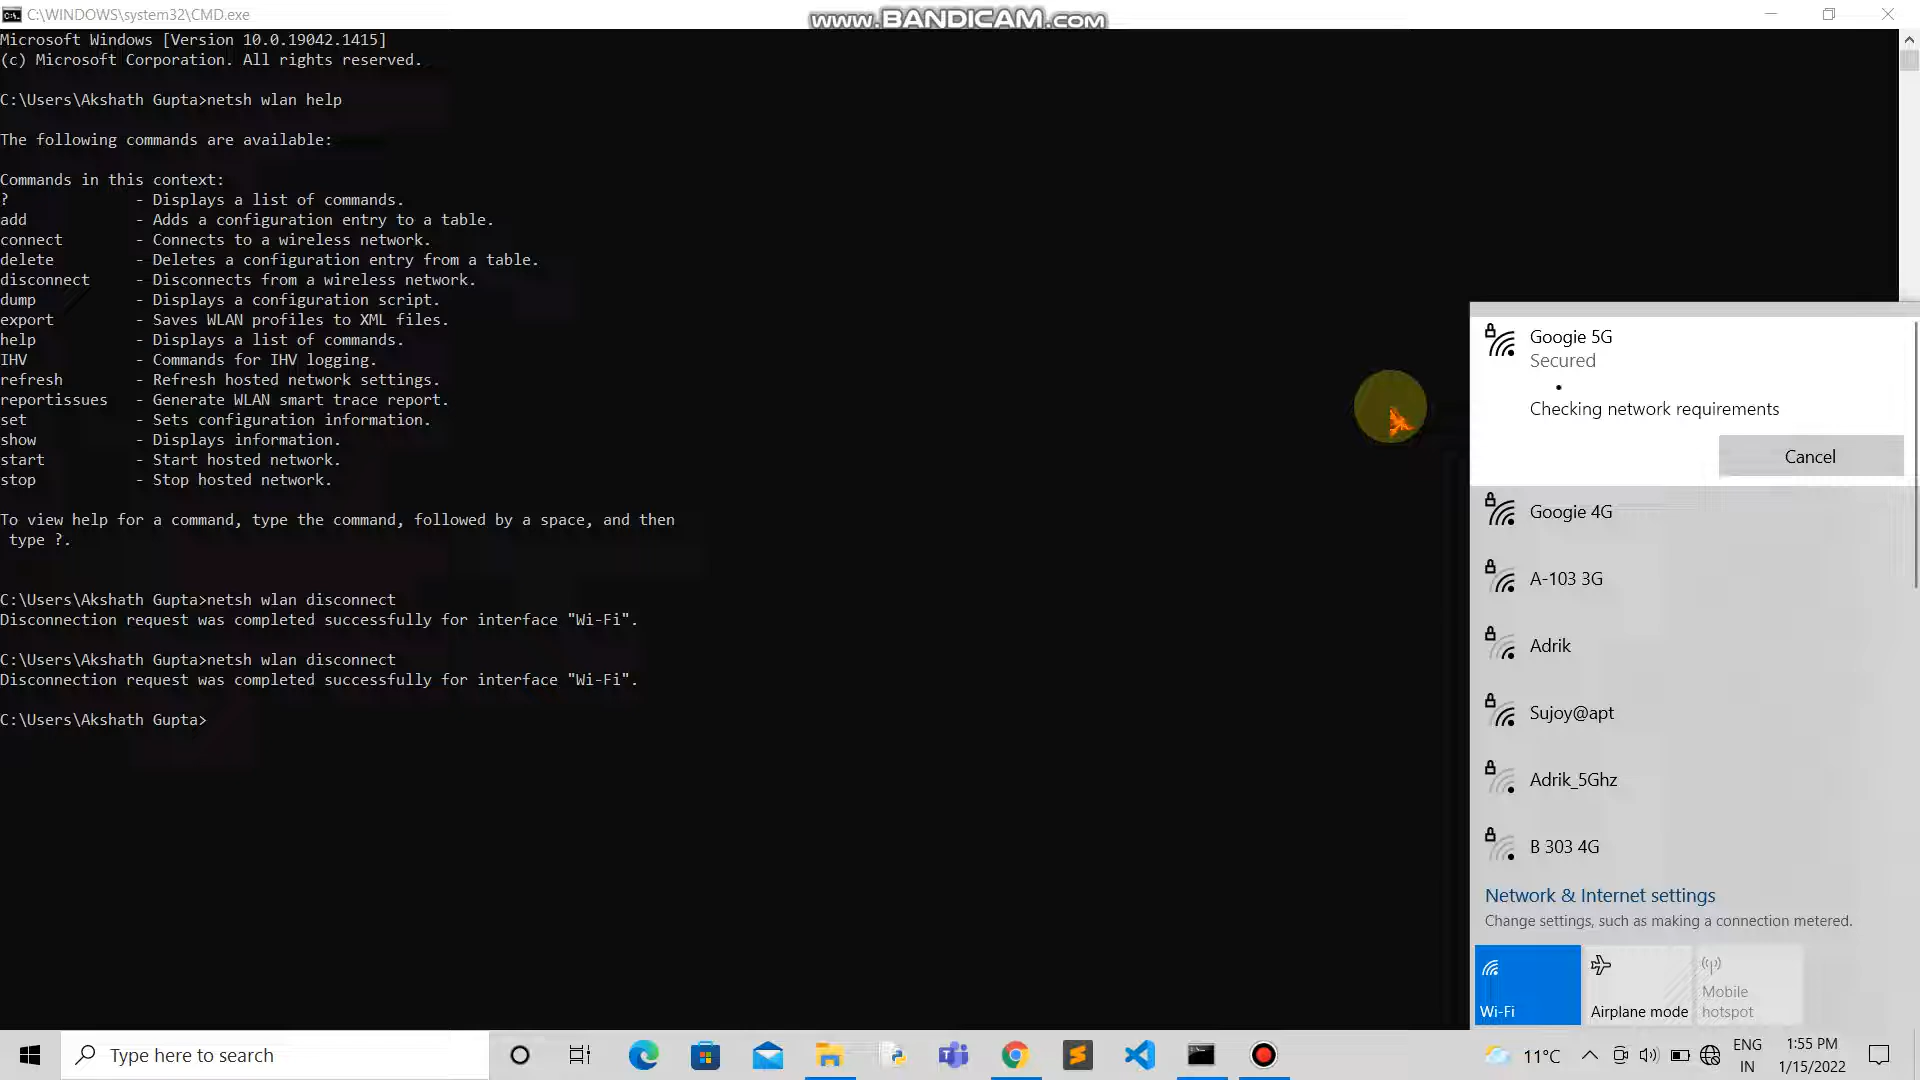 C:\WINDOWS\system32\CMD.exe
www.BANDICAM.com
Microsoft Windows [Version 10.0.19042.1415]
(c) Microsoft Corporation. All rights reserved.
C:\Users\Akshath Gupta>netsh wlan help
The following commands are available:
Commands in this context:
? - Displays a list of commands.
add - Adds a configuration entry to a table.
connect - Connects to a wireless network.
delete - Deletes a configuration entry from a table.
disconnect - Disconnects from a wireless network.
dump - Displays a configuration script.
export - Saves WLAN profiles to XML files.
help - Displays a list of commands.
IHV - Commands for IHV logging.
refresh - Refresh hosted network settings.
reportissues - Generate WLAN smart trace report.
set - Sets configuration information.
show - Displays information.
start - Start hosted network.
stop - Stop hosted network.
To view help for a command, type the command, followed by a space, and then
type ?.
C:\Users\Akshath Gupta>netsh wlan disconnect
Disconnection request was completed successfully for interface "Wi-Fi".
C:\Users\Akshath Gupta>netsh wlan disconnect
Disconnection request was completed successfully for interface "Wi-Fi".
C:\Users\Akshath Gupta>
Googie 5G
Secured
Checking network requirements
Cancel
Googie 4G
A-103 3G
Adrik
Sujoy@apt
Adrik_5Ghz
B 303 4G
Network & Internet settings
Change settings, such as making a connection metered.
Wi-Fi
Airplane mode
Mobile
hotspot
Type here to search
11°C
ENG
IN
1:55 PM
1/15/2022